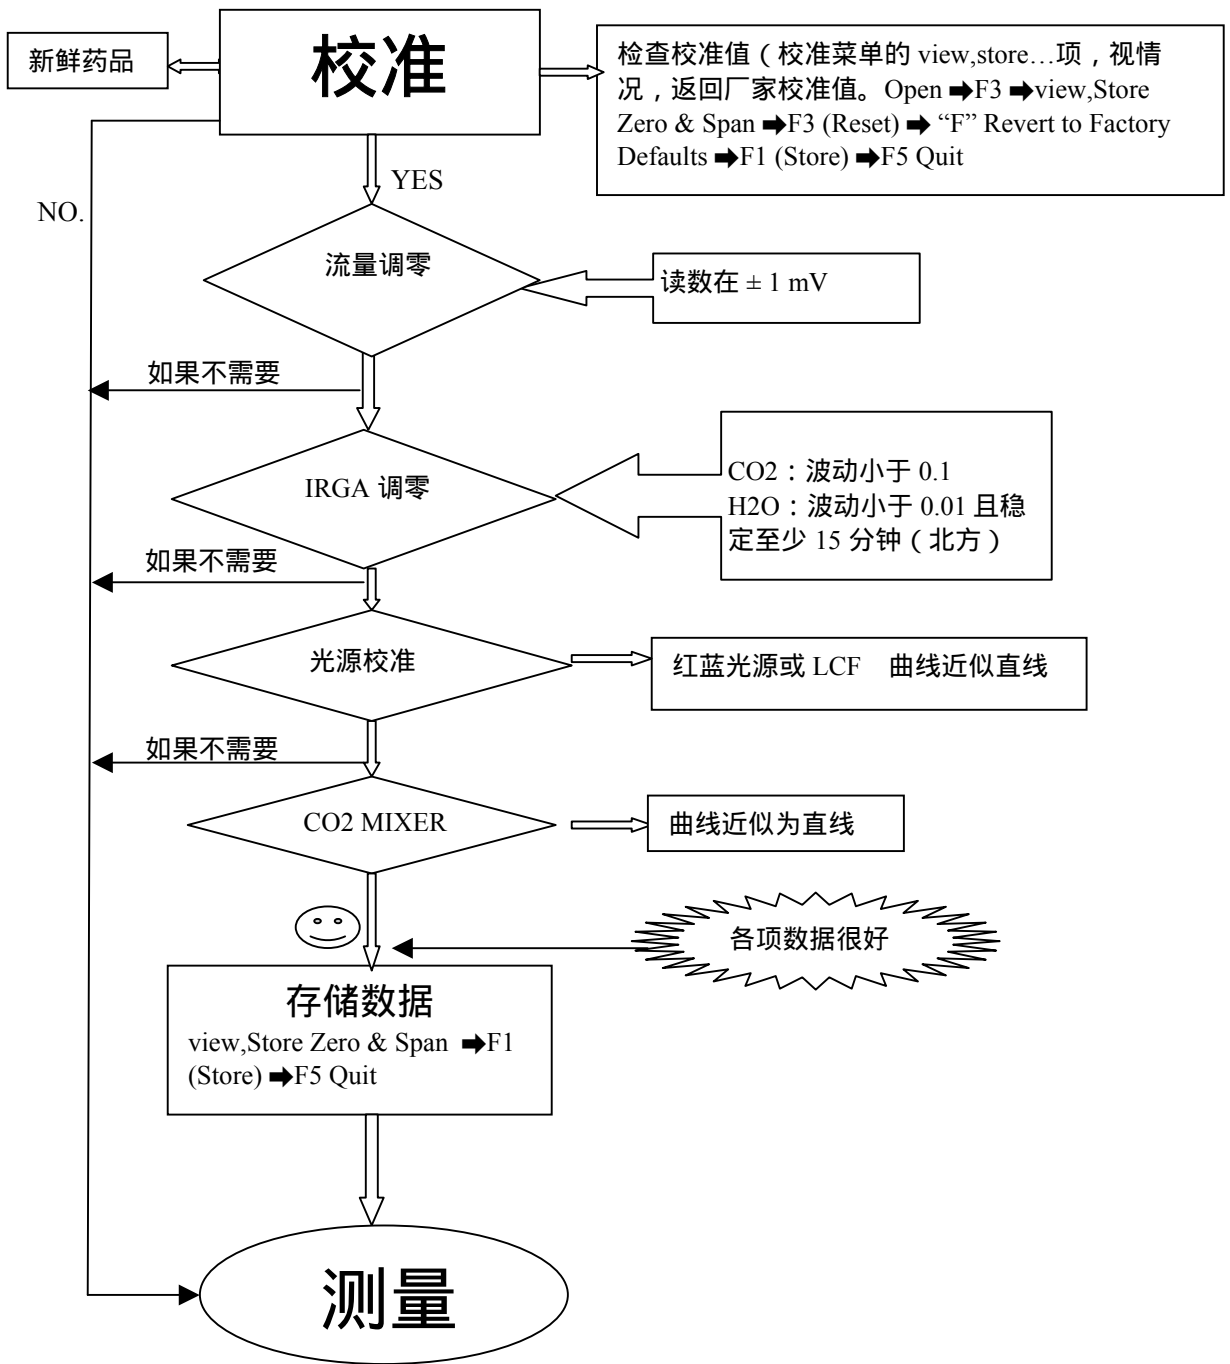 新鲜药品
校准
检查校准值（校准菜单的 view,store…项，视情
况，返回厂家校准值。Open ➡F3 ➡view,Store
Zero & Span ➡F3 (Reset) ➡ “F” Revert to Factory
Defaults ➡F1 (Store) ➡F5 Quit
YES
NO.
流量调零
读数在 ± 1 mV
如果不需要
IRGA 调零
CO2：波动小于 0.1
H2O：波动小于 0.01 且稳
定至少 15 分钟（北方）
如果不需要
光源校准
红蓝光源或 LCF 曲线近似直线
如果不需要
CO2 MIXER
曲线近似为直线
各项数据很好
存储数据
view,Store Zero & Span ➡F1
(Store) ➡F5 Quit
测量